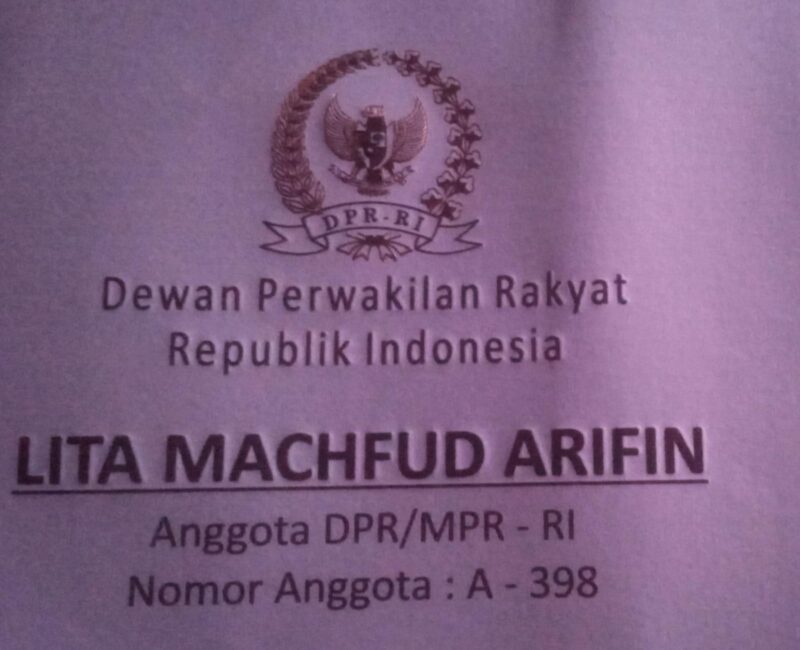 DPR-RI
Dewan Perwakilan Rakyat
Republik Indonesia
LITA MACHFUD ARIFIN
Anggota DPR/MPR - RI
Nomor Anggota : A - 398